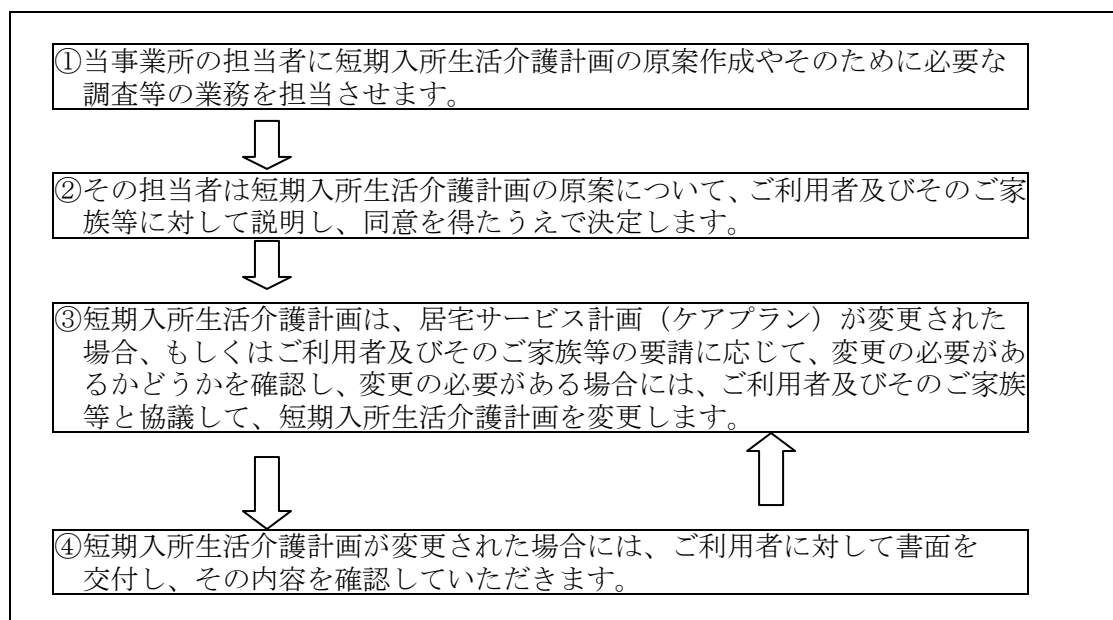 ①当事業所の担当者に短期入所生活介護計画の原案作成やそのために必要な
調査等の業務を担当させます。
②その担当者は短期入所生活介護計画の原案について、ご利用者及びそのご家
族等に対して説明し、同意を得たうえで決定します。
③短期入所生活介護計画は、居宅サービス計画（ケアプラン）が変更された
場合、もしくはご利用者及びそのご家族等の要請に応じて、変更の必要があ
るかどうかを確認し、変更の必要がある場合には、ご利用者及びそのご家族
等と協議して、短期入所生活介護計画を変更します。
④短期入所生活介護計画が変更された場合には、ご利用者に対して書面を
交付し、その内容を確認していただきます。